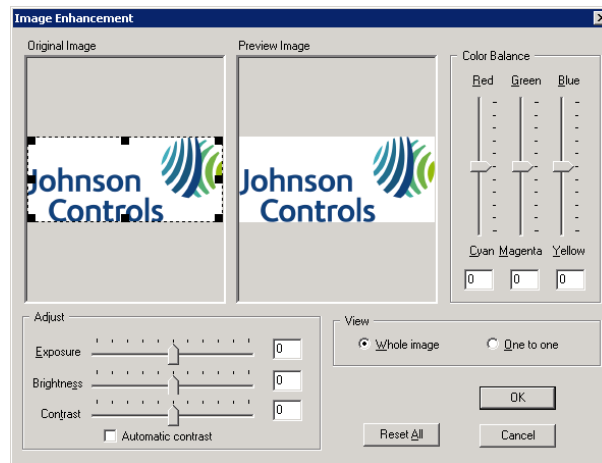 Image Enhancement
Original Image
Preview Image
Johnson
Controls
Johnson
Controls
Color Balance
Red Green Blue
Cyan Magenta Yellow
0 0 0
Adjust
Exposure 0
Brightness 0
Contrast 0
Automatic contrast
View
Whole image One to one
OK
Reset All Cancel